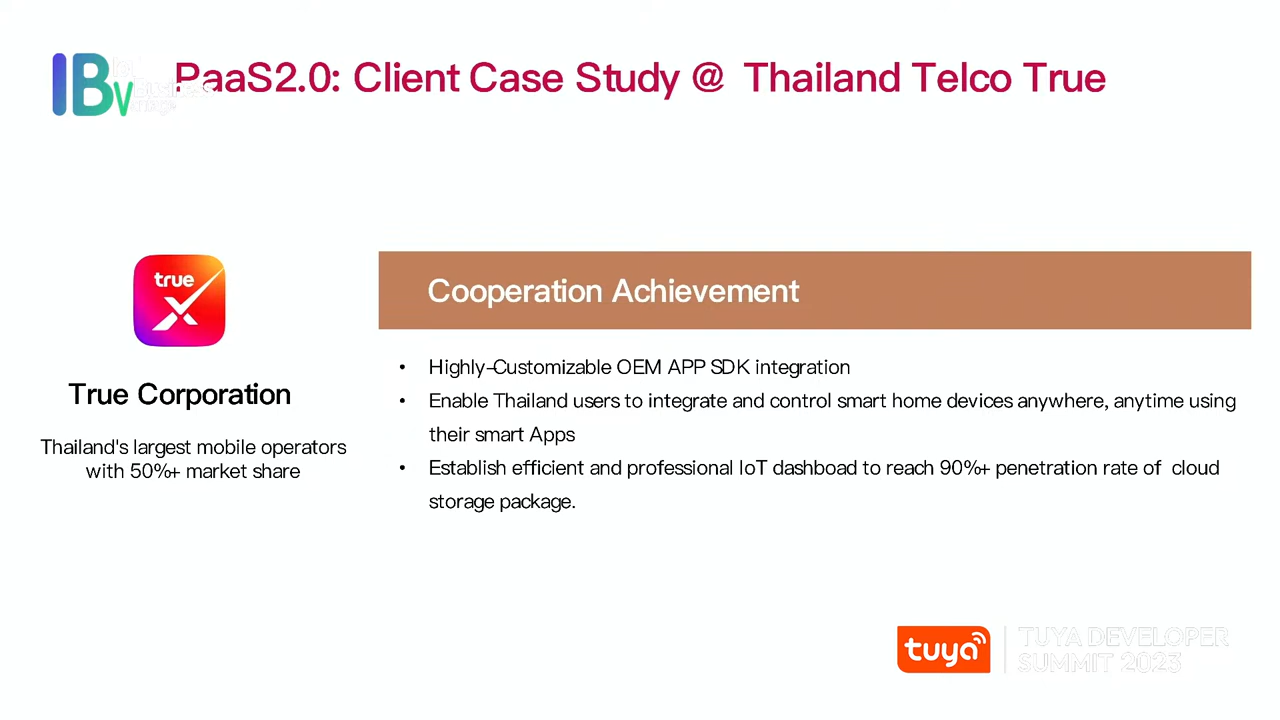 IBv
Business
PaaS2.0: Client Case Study @ Thailand Telco True
true
X
True Corporation
Thailand's largest mobile operators
with 50%+ market share
Cooperation Achievement
• Highly-Customizable OEM APP SDK integration
• Enable Thailand users to integrate and control smart home devices anywhere, anytime using
their smart Apps
• Establish efficient and professional IoT dashboad to reach 90%+ penetration rate of cloud
storage package.
tuya
TUYA DEVELOPER
SUMMIT 2023